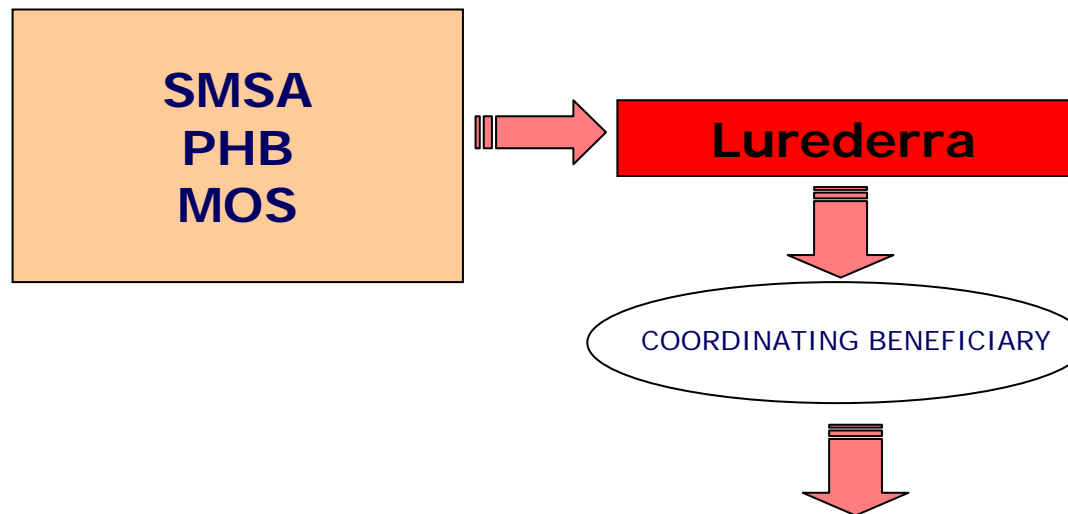 SMSA
PHB
MOS
Lurederra
COORDINATING BENEFICIARY